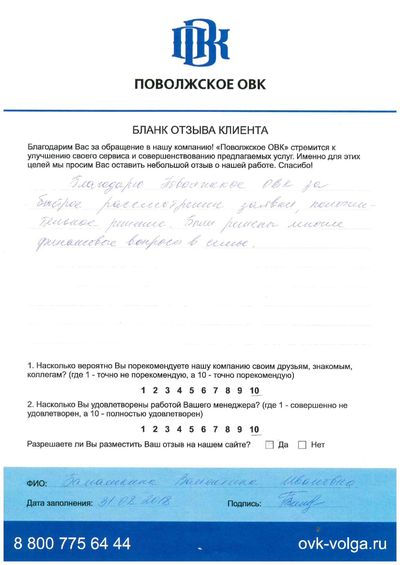 ПВК
ПОВОЛЖСКОЕ ОВК
БЛАНК ОТЗЫВА КЛИЕНТА
Благодарим Вас за обращение в нашу компанию! «Поволжское ОВК» стремится к
улучшению своего сервиса и совершенствованию предлагаемых услуг. Именно для этих
целей мы просим Вас оставить небольшой отзыв о нашей работе. Спасибо!
Благодарю Поволжское ОВК за
быстрое рассмотрение заявки, положи-
тельное решение. Были решены многие
финансовые вопросы в семье.
1. Насколько вероятно Вы порекомендуете нашу компанию своим друзьям, знакомым,
коллегам? (где 1 - точно не порекомендую, а 10 - точно порекомендую)
1 2 3 4 5 6 7 8 9 10
2. Насколько Вы удовлетворены работой Вашего менеджера? (где 1 - совершенно не
удовлетворен, а 10 - полностью удовлетворен)
1 2 3 4 5 6 7 8 9 10
Разрешаете ли Вы разместить Ваш отзыв на нашем сайте? Да Нет
ФИО: Валентина Ивановна
Дата заполнения: 31.08.2018 Подпись:
8 800 775 64 44 ovk-volga.ru